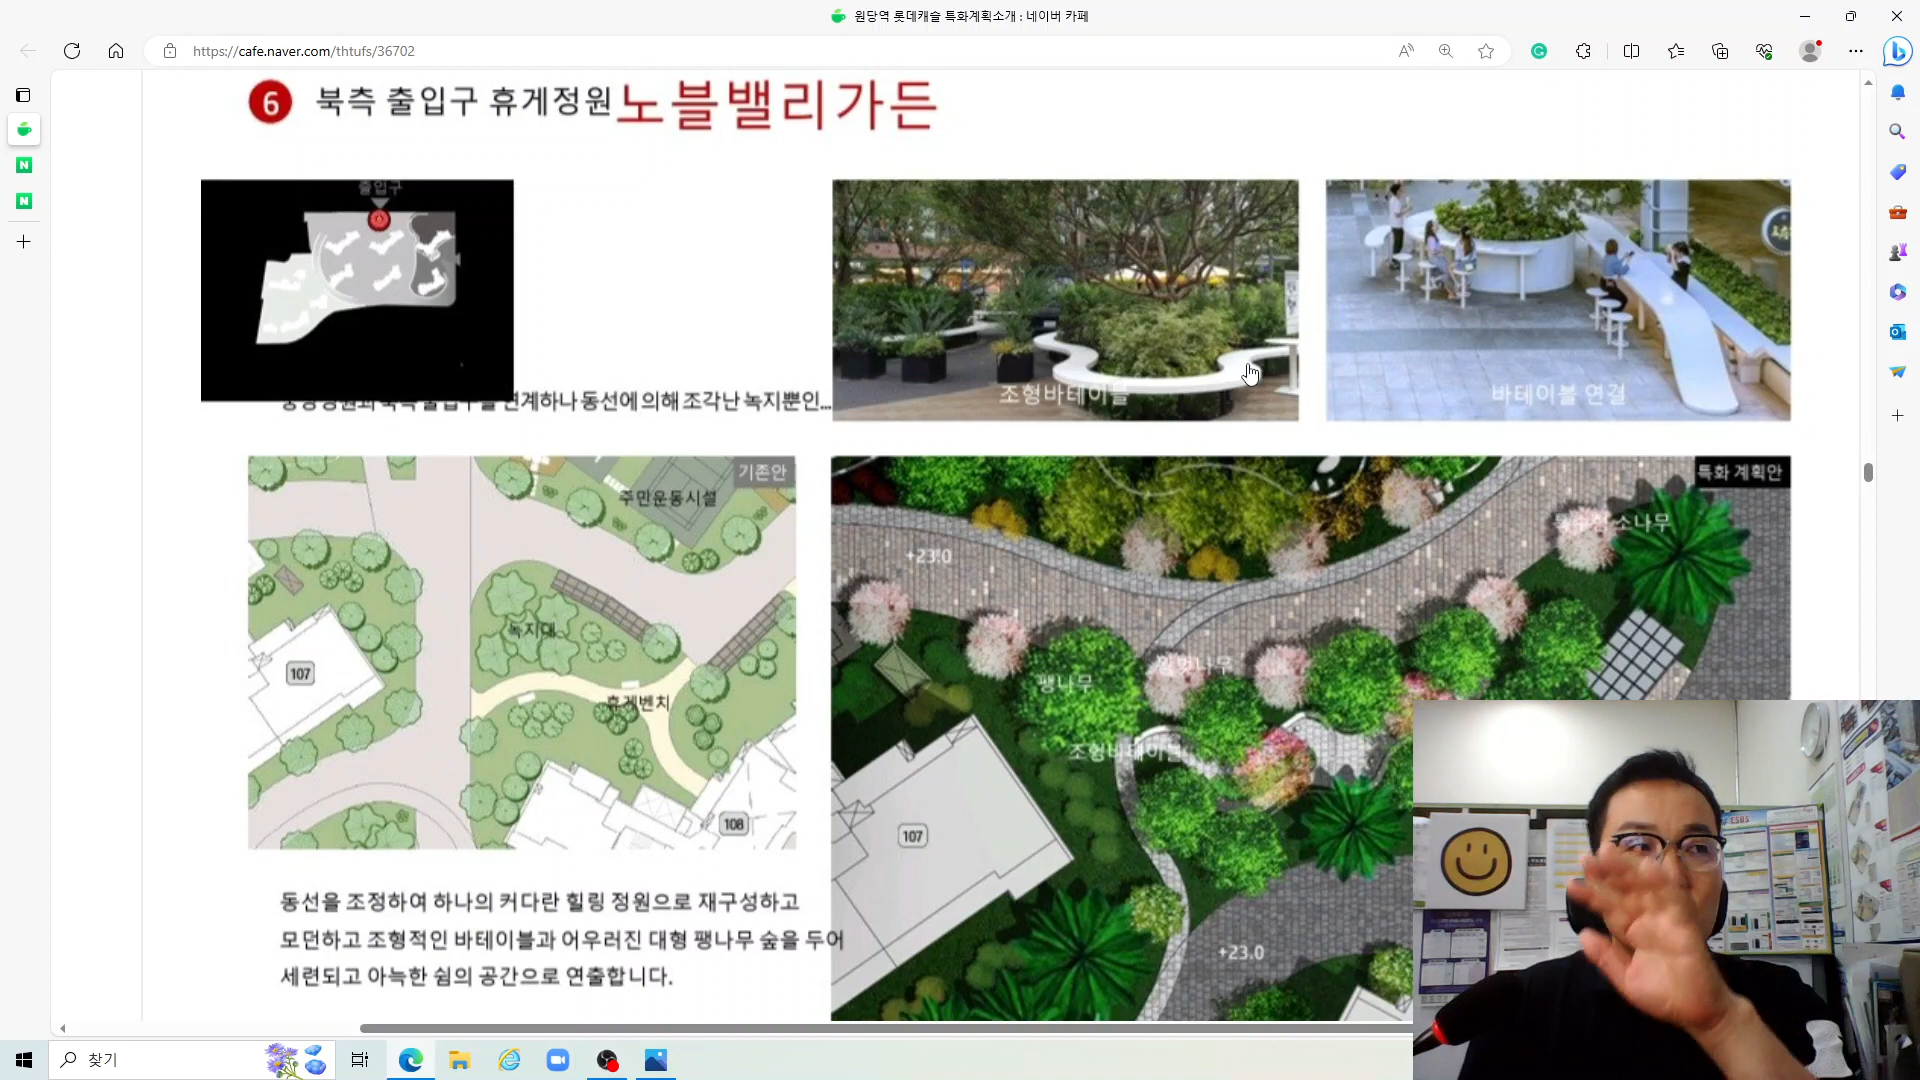 원당역 롯데캐슬 특화계획소개 : 네이버 카페
https://cafe.naver.com/thtufs/36702
6 북측 출입구 휴게정원 노블밸리가든
출입구
연계하나 동선에 의해 조각난 녹지뿐인...
조형바테이블
바테이블 연결
기존안
주민운동시설
녹지대
휴게벤치
107
108
특화 계획안
+23.0
소나무
팽나무
조형바테이블
107
+23.0
동선을 조정하여 하나의 커다란 힐링 정원으로 재구성하고
모던하고 조형적인 바테이블과 어우러진 대형 팽나무 숲을 두어
세련되고 아늑한 쉼의 공간으로 연출합니다.
찾기